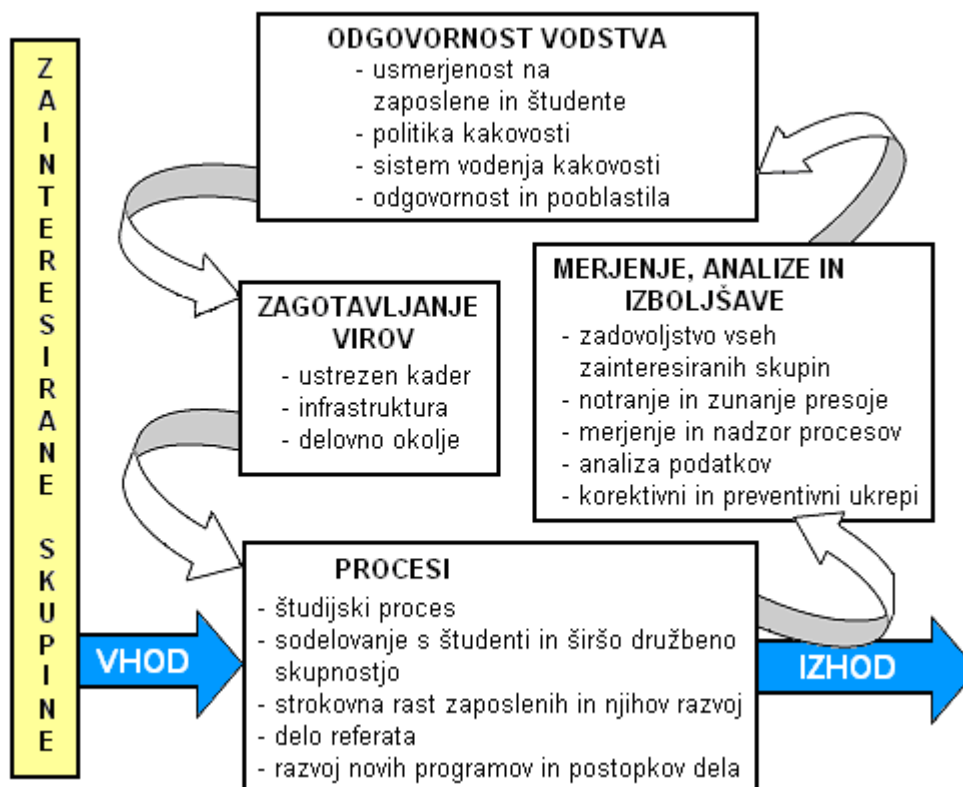 ZAINTERESIRANE SKUPINE
ODGOVORNOST VODSTVA
- usmerjenost na
zaposlene in študente
- politika kakovosti
- sistem vodenja kakovosti
- odgovornost in pooblastila
ZAGOTAVLJANJE
VIROV
- ustrezen kader
- infrastruktura
- delovno okolje
MERJENJE, ANALIZE IN
IZBOLJŠAVE
- zadovoljstvo vseh
zainteresiranih skupin
- notranje in zunanje presoje
- merjenje in nadzor procesov
- analiza podatkov
- korektivni in preventivni ukrepi
PROCESI
- študijski proces
- sodelovanje s študenti in širšo družbeno
skupnostjo
- strokovna rast zaposlenih in njihov razvoj
- delo referata
- razvoj novih programov in postopkov dela
VHOD
IZHOD